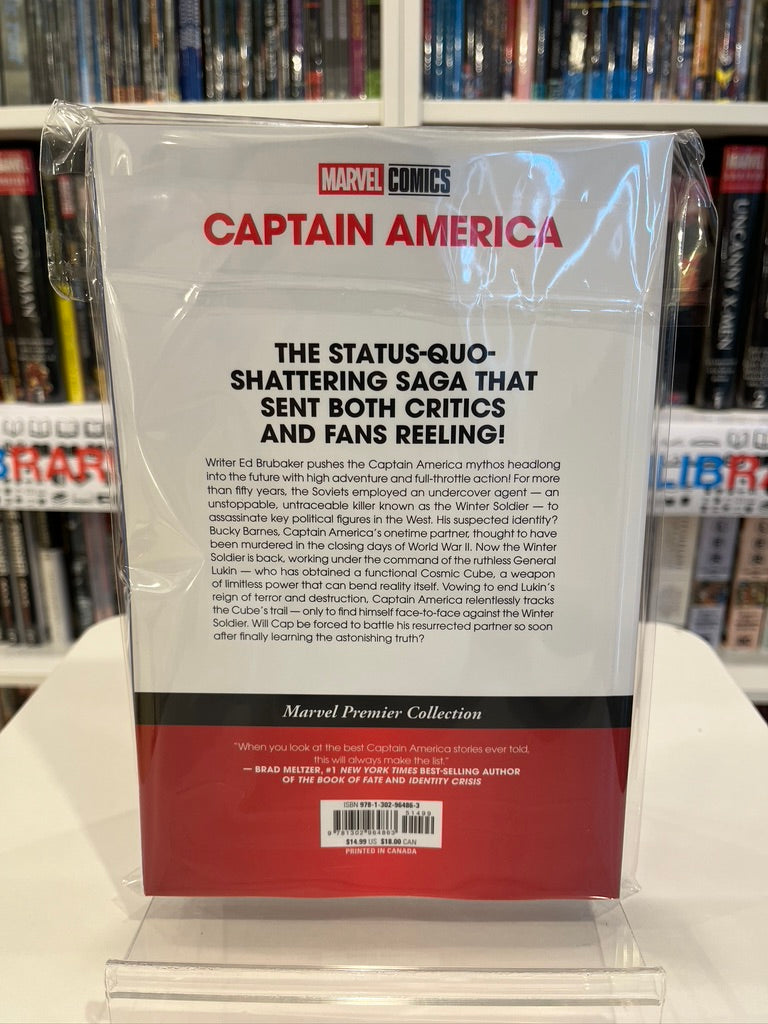 MARVEL COMICS
CAPTAIN AMERICA
THE STATUS-QUO-
SHATTERING SAGA THAT
SENT BOTH CRITICS
AND FANS REELING!
Writer Ed Brubaker pushes the Captain America mythos headlong
into the future with high adventure and full-throttle action! For more
than fifty years, the Soviets employed an undercover agent — an
unstoppable, untraceable killer known as the Winter Soldier — to
assassinate key political figures in the West. His suspected identity?
Bucky Barnes, Captain America's onetime partner, thought to have
been murdered in the closing days of World War II. Now the Winter
Soldier is back, working under the command of the ruthless General
Lukin — who has obtained a functional Cosmic Cube, a weapon
of limitless power that can bend reality itself. Vowing to end Lukin's
reign of terror and destruction, Captain America relentlessly tracks
the Cube's trail — only to find himself face-to-face against the Winter
Soldier. Will Cap be forced to battle his resurrected partner so soon
after finally learning the astonishing truth?
Marvel Premier Collection
"When you look at the best Captain America stories ever told,
this will always make the list."
— BRAD MELTZER, #1 NEW YORK TIMES BEST-SELLING AUTHOR
OF THE BOOK OF FATE AND IDENTITY CRISIS
ISBN 978-1-302-96486-3
51499
9 781302 964863
$14.99 US $18.00 CAN
PRINTED IN CANADA
IRON MAN
UNCANNY X-MEN